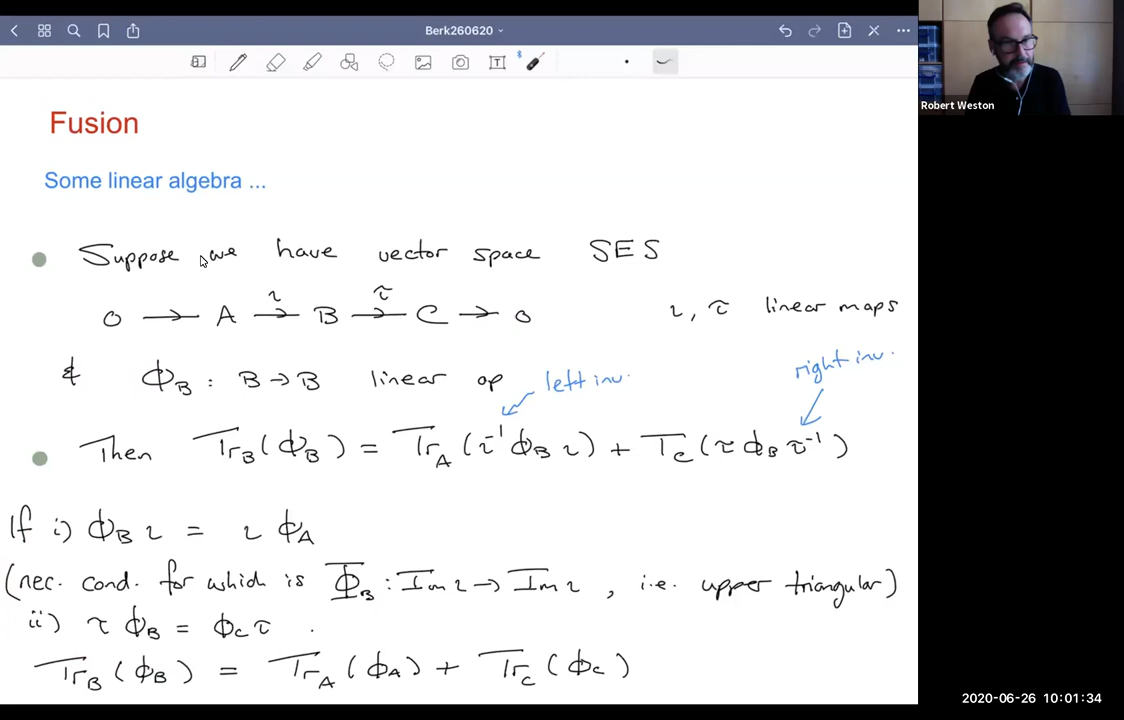 Berk260620
Robert Weston
Fusion
Some linear algebra ...
Suppose we have vector space SES
0 → A →^ι B →^τ C → 0 ι, τ linear maps
& ϕ_B : B → B linear op left inv. right inv.
Then Tr_B(ϕ_B) = Tr_A(ι^-1 ϕ_B ι) + Tr_C(τ ϕ_B τ^-1)
If i) ϕ_B ι = ι ϕ_A
(nec. cond. for which is Φ_B : Im ι → Im ι, i.e. upper triangular)
ii) τ ϕ_B = ϕ_C τ .
Tr_B(ϕ_B) = Tr_A(ϕ_A) + Tr_C(ϕ_C)
2020-06-26 10:01:34